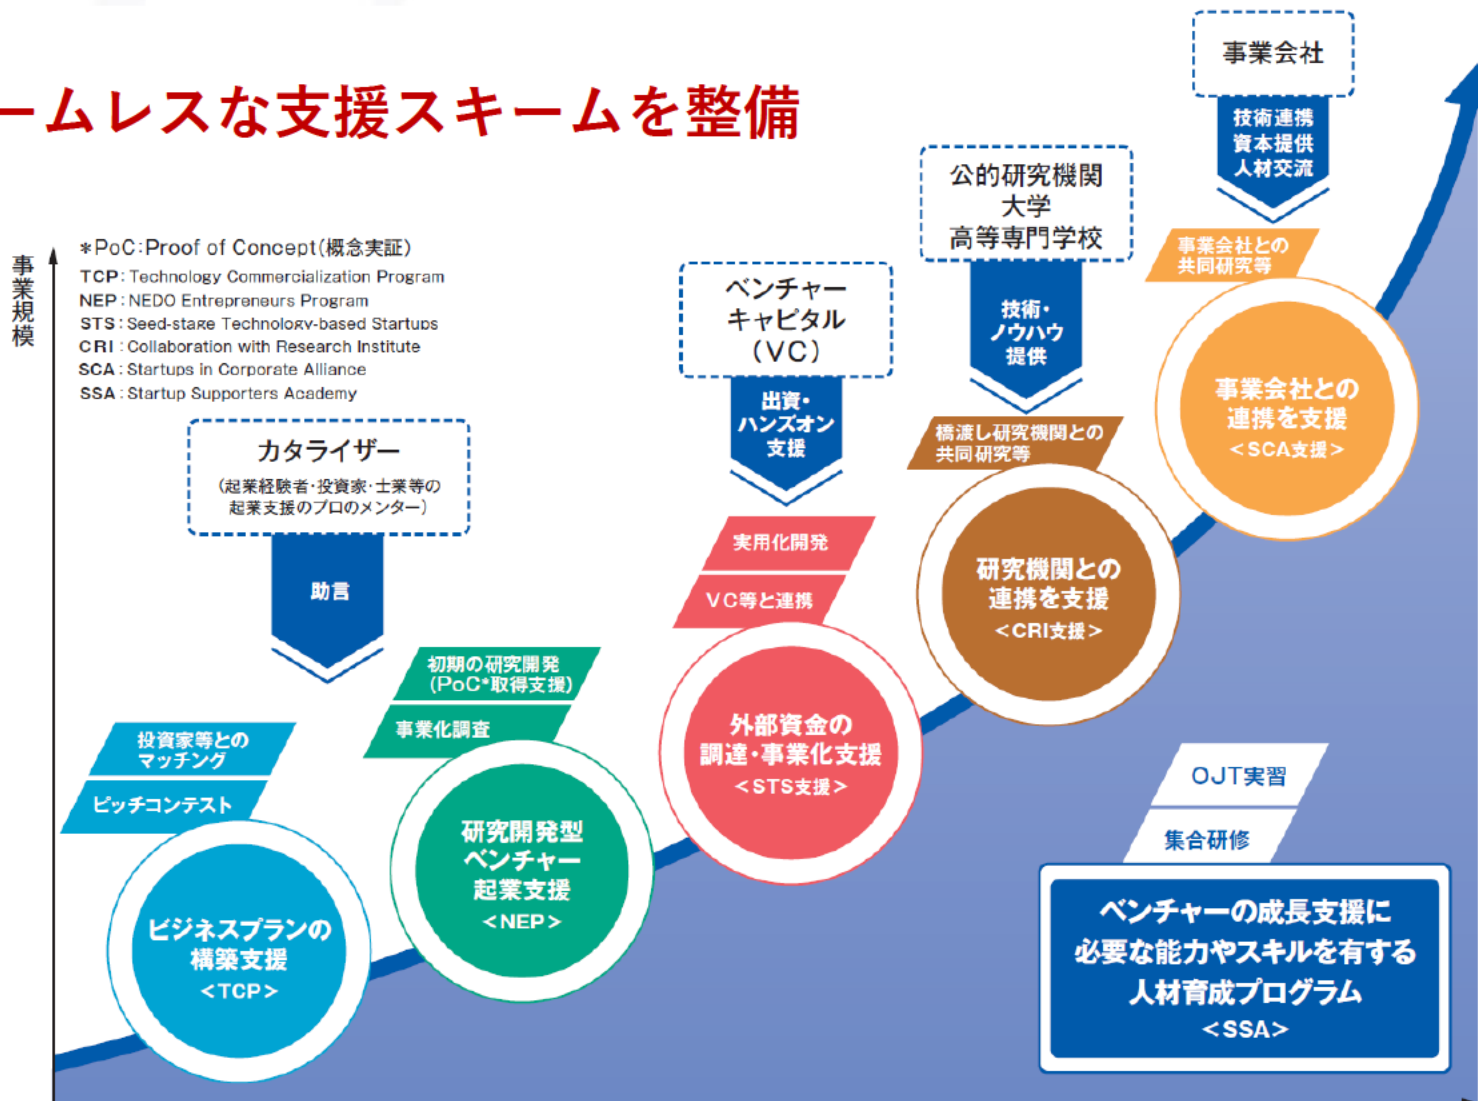 ームレスな支援スキームを整備
事業規模
*PoC:Proof of Concept(概念実証)
TCP:Technology Commercialization Program
NEP:NEDO Entrepreneurs Program
STS:Seed-stage Technology-based Startups
CRI:Collaboration with Research Institute
SCA:Startups in Corporate Alliance
SSA:Startup Supporters Academy
カタライザー
(起業経験者・投資家・士業等の
起業支援のプロのメンター)
助言
投資家等との
マッチング
ピッチコンテスト
ビジネスプランの
構築支援
<TCP>
初期の研究開発
(PoC*取得支援)
事業化調査
研究開発型
ベンチャー
起業支援
<NEP>
ベンチャー
キャピタル
(VC)
出資・
ハンズオン
支援
実用化開発
VC等と連携
外部資金の
調達・事業化支援
<STS支援>
公的研究機関
大学
高等専門学校
技術・
ノウハウ
提供
橋渡し研究機関との
共同研究等
研究機関との
連携を支援
<CRI支援>
事業会社
技術連携
資本提供
人材交流
事業会社との
共同研究等
事業会社との
連携を支援
<SCA支援>
OJT実習
集合研修
ベンチャーの成長支援に
必要な能力やスキルを有する
人材育成プログラム
<SSA>